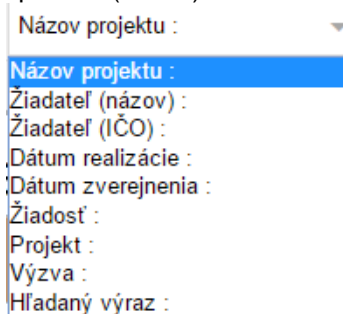 Názov projektu :
Názov projektu :
Žiadateľ (názov) :
Žiadateľ (IČO) :
Dátum realizácie :
Dátum zverejnenia :
Žiadosť :
Projekt :
Výzva :
Hľadaný výraz :